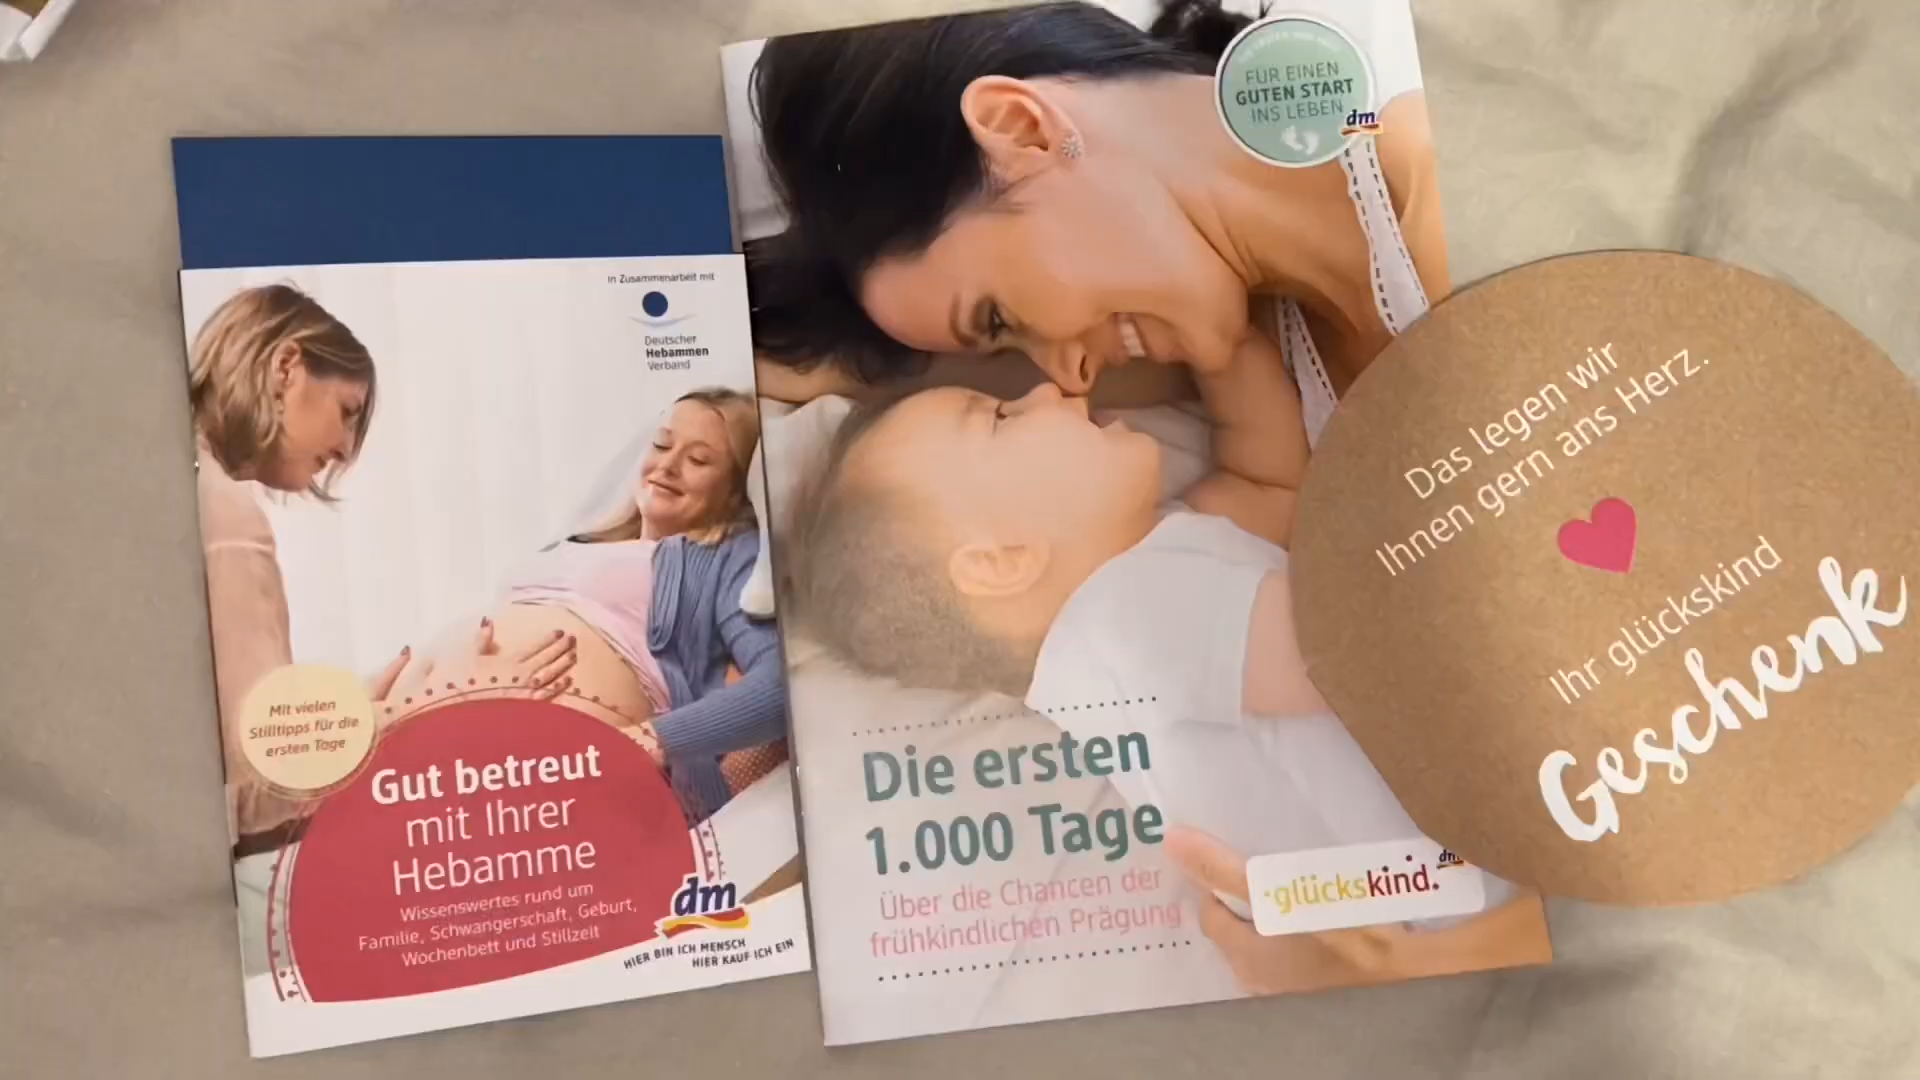 In Zusammenarbeit mit
Deutscher
Hebammen
Verband
Mit vielen
Stilltipps für die
ersten Tage
Gut betreut
mit Ihrer
Hebamme
Wissenswertes rund um
Familie, Schwangerschaft, Geburt,
Wochenbett und Stillzeit
dm
HIER BIN ICH MENSCH
HIER KAUF ICH EIN
FÜR EINEN
GUTEN START
INS LEBEN
dm
Die ersten
1.000 Tage
Über die Chancen der
frühkindlichen Prägung
glückskind.
dm
Das legen wir
Ihnen gern ans Herz.
Ihr glückskind
Geschenk